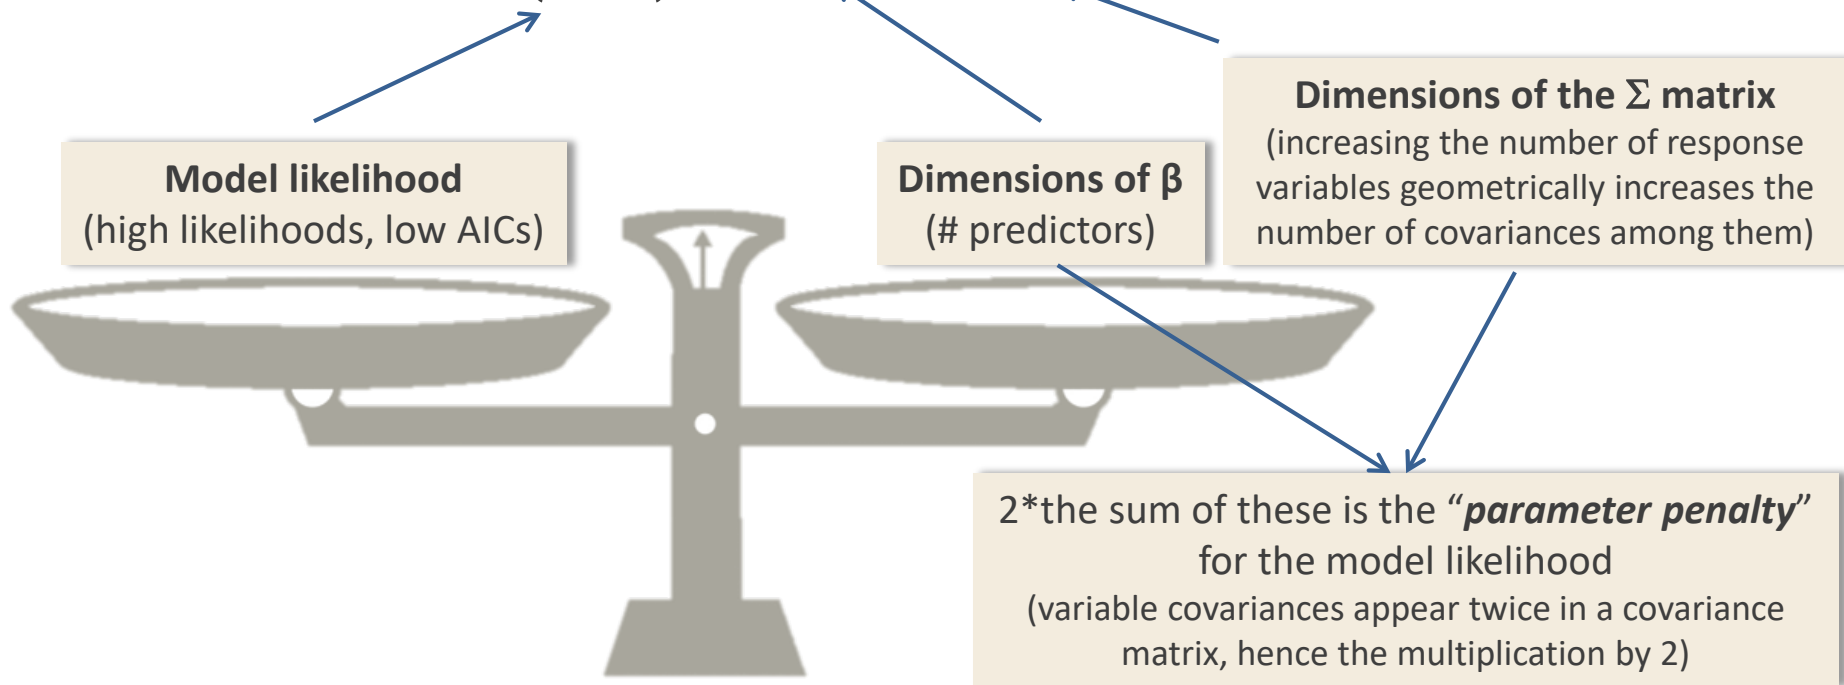 Model likelihood
(high likelihoods, low AICs)
Dimensions of β
(# predictors)
Dimensions of the Σ matrix
(increasing the number of response
variables geometrically increases the
number of covariances among them)
2*the sum of these is the “parameter penalty”
for the model likelihood
(variable covariances appear twice in a covariance
matrix, hence the multiplication by 2)